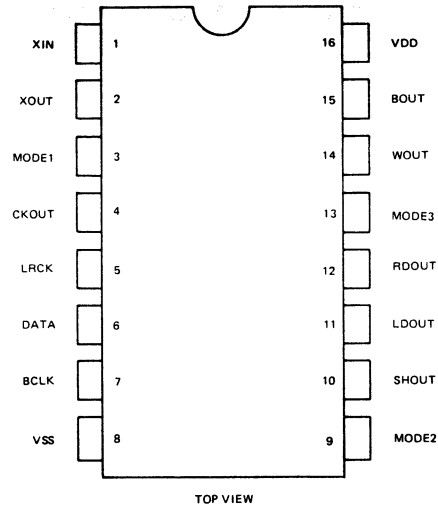 XIN 1 16 VDD
XOUT 2 15 BOUT
MODE1 3 14 WOUT
CKOUT 4 13 MODE3
LRCK 5 12 RDOUT
DATA 6 11 LDOUT
BCLK 7 10 SHOUT
VSS 8 9 MODE2
TOP VIEW